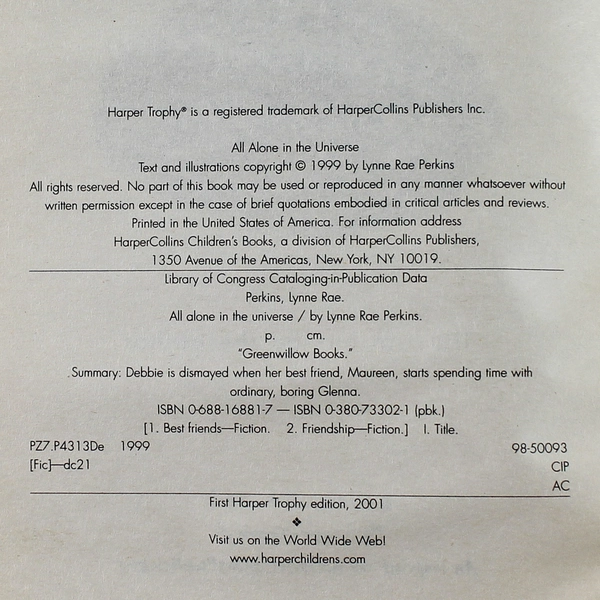 Harper Trophy® is a registered trademark of HarperCollins Publishers Inc.
All Alone in the Universe
Text and illustrations copyright © 1999 by Lynne Rae Perkins
All rights reserved. No part of this book may be used or reproduced in any manner whatsoever without
written permission except in the case of brief quotations embodied in critical articles and reviews.
Printed in the United States of America. For information address
HarperCollins Children's Books, a division of HarperCollins Publishers,
1350 Avenue of the Americas, New York, NY 10019.
Library of Congress Cataloging-in-Publication Data
Perkins, Lynne Rae.
All alone in the universe / by Lynne Rae Perkins.
p. cm.
"Greenwillow Books."
Summary: Debbie is dismayed when her best friend, Maureen, starts spending time with
ordinary, boring Glenna.
ISBN 0-688-16881-7 — ISBN 0-380-73302-1 (pbk.)
[1. Best friends—Fiction. 2. Friendship—Fiction.] I. Title.
PZ7.P4313De 1999 98-50093
[Fic]—dc21 CIP
AC
First Harper Trophy edition, 2001
❖
Visit us on the World Wide Web!
www.harperchildrens.com